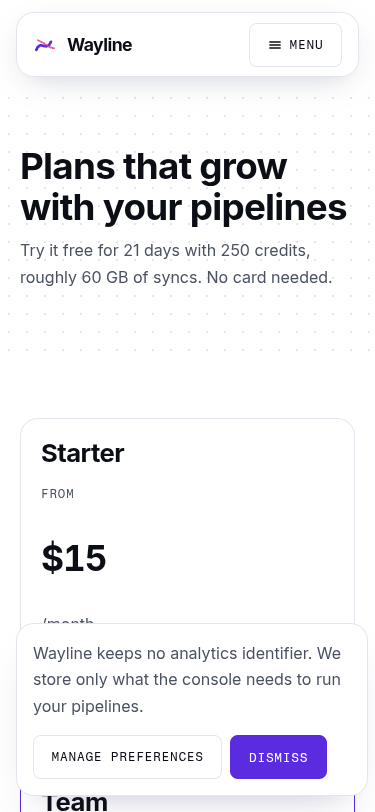 Wayline
MENU
Plans that grow
with your pipelines
Try it free for 21 days with 250 credits,
roughly 60 GB of syncs. No card needed.
Starter
FROM
$15
/month
Wayline keeps no analytics identifier. We
store only what the console needs to run
your pipelines.
MANAGE PREFERENCES
DISMISS
Team